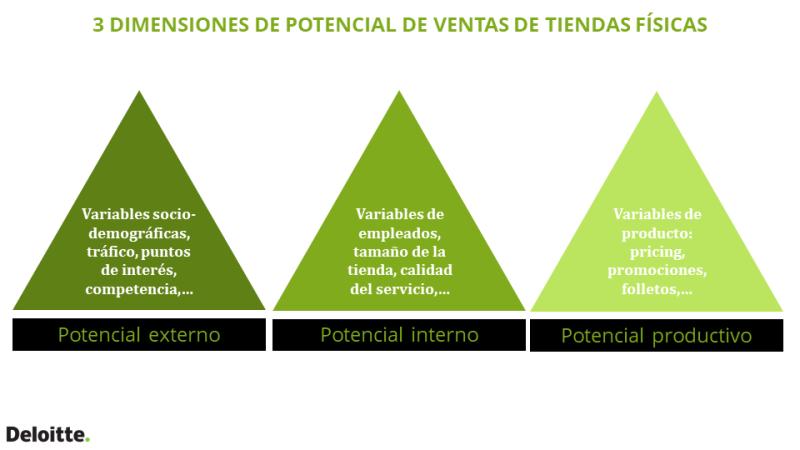 3 DIMENSIONES DE POTENCIAL DE VENTAS DE TIENDAS FÍSICAS
Variables socio-
demográficas,
tráfico, puntos
de interés,
competencia,...
Potencial externo
Variables de
empleados,
tamaño de la
tienda, calidad
del servicio,...
Potencial interno
Variables de
producto:
pricing,
promociones,
folletos,...
Potencial productivo
Deloitte.